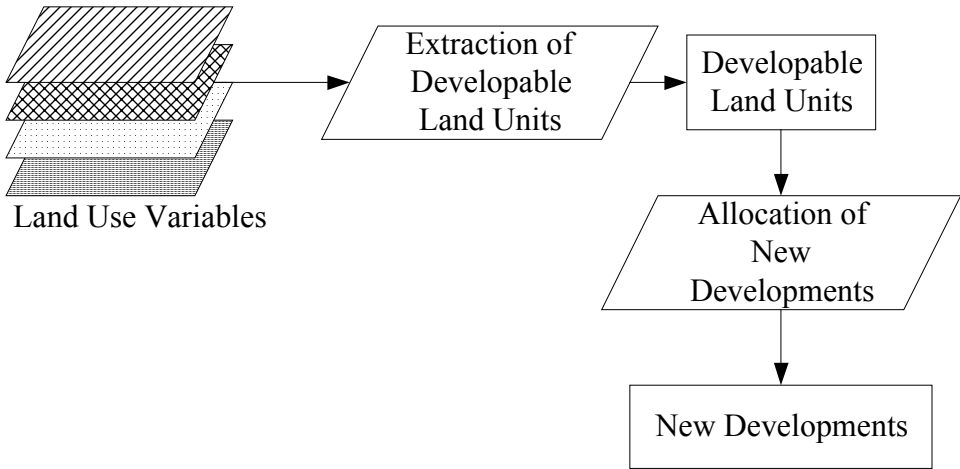 Extraction of
Developable
Land Units
Developable
Land Units
Land Use Variables
Allocation of
New
Developments
New Developments